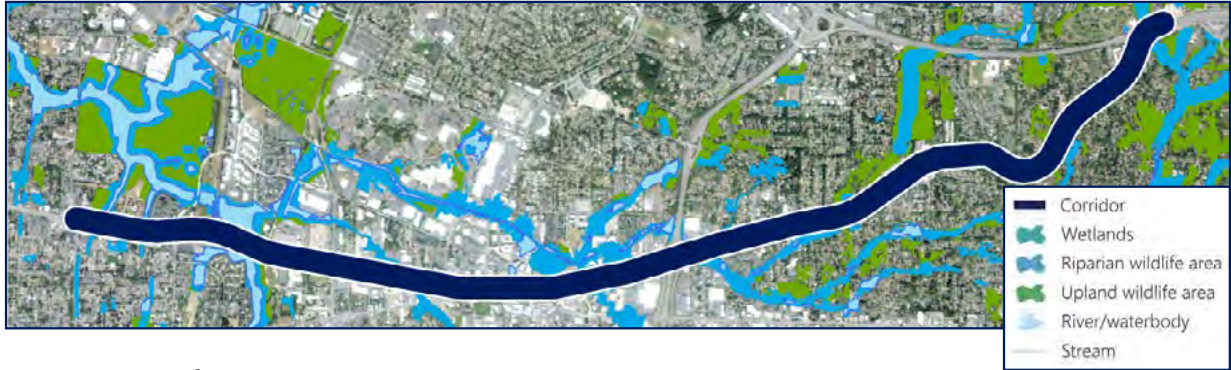 Corridor
Wetlands
Riparian wildlife area
Upland wildlife area
River/waterbody
Stream